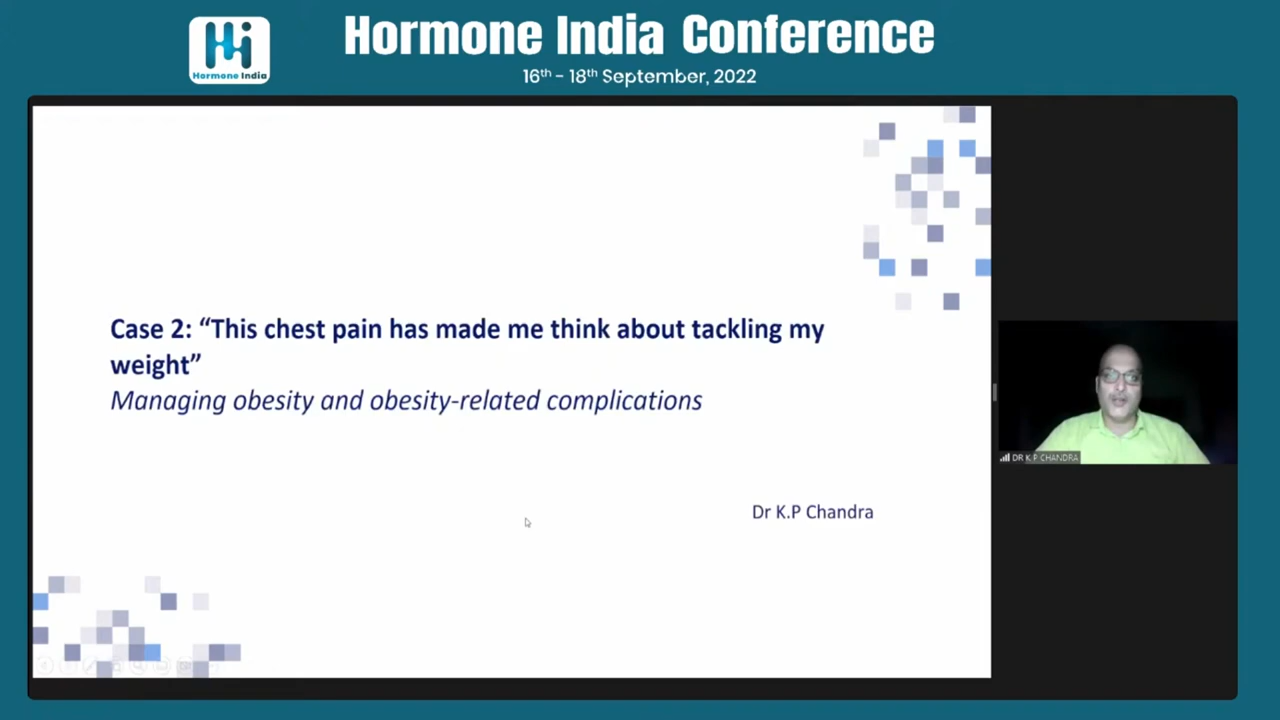 Hormone India Conference
Hormone India
16th - 18th September, 2022
Case 2: “This chest pain has made me think about tackling my
weight”
Managing obesity and obesity-related complications
DR K.P CHANDRA
Dr K.P Chandra